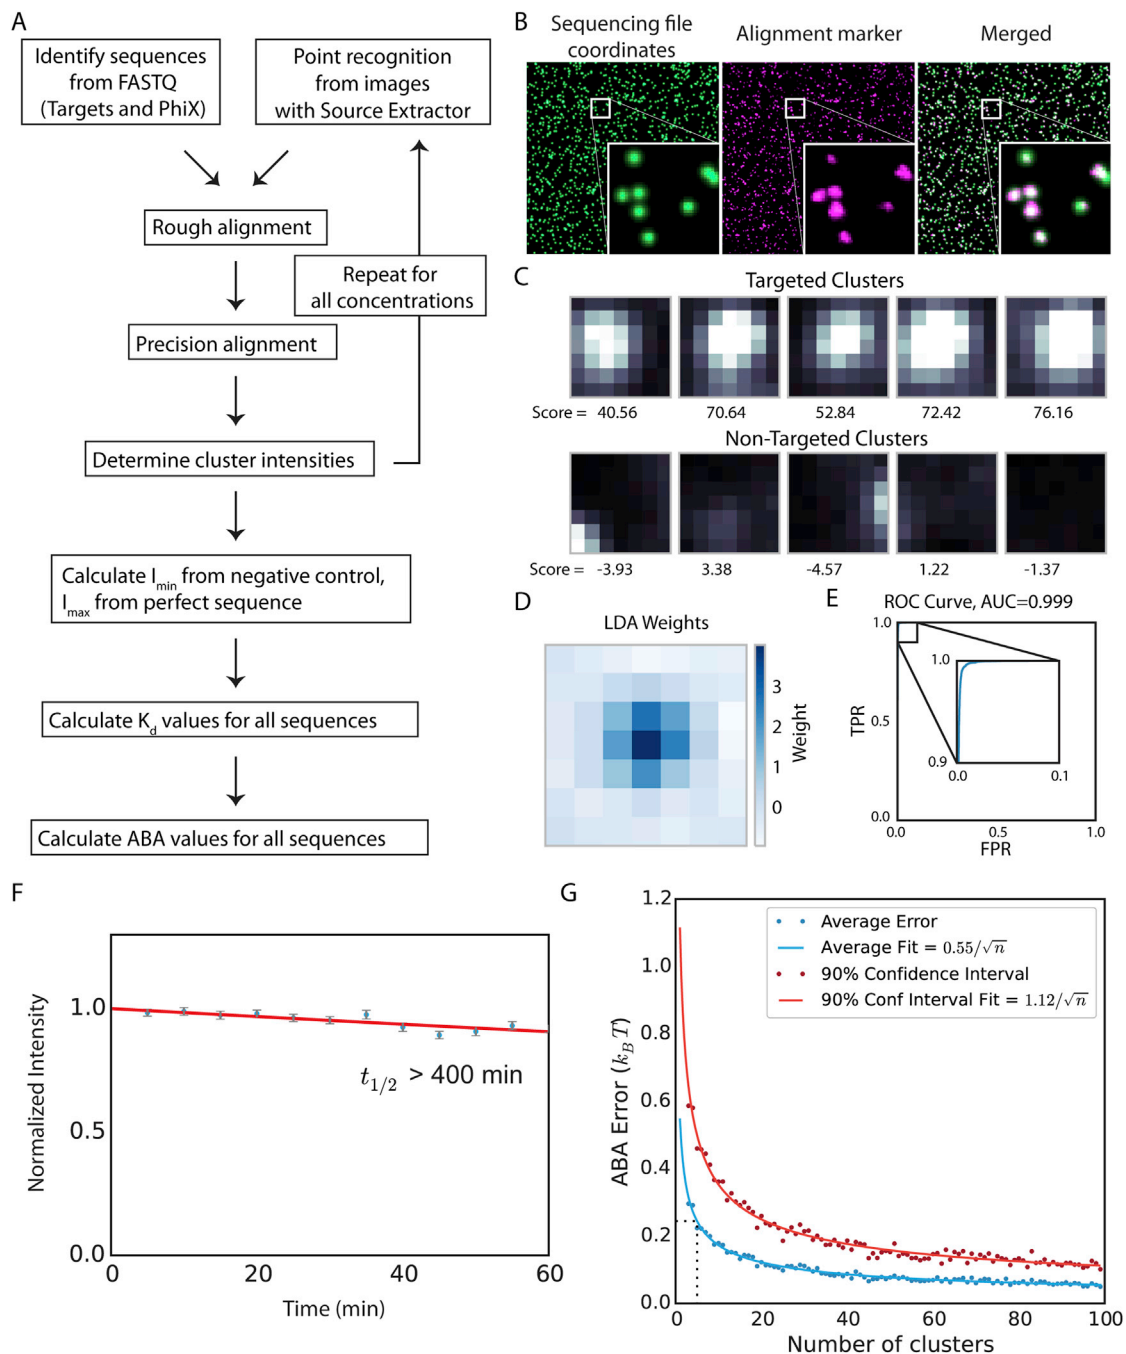 A
Identify sequences
from FASTQ
(Targets and PhiX)
Point recognition
from images
with Source Extractor
Rough alignment
Repeat for
all concentrations
Precision alignment
Determine cluster intensities
Calculate Imin from negative control,
Imax from perfect sequence
Calculate Kd values for all sequences
Calculate ABA values for all sequences
B
Sequencing file
coordinates
Alignment marker
Merged
C
Targeted Clusters
Score = 40.56 70.64 52.84 72.42 76.16
Non-Targeted Clusters
Score = -3.93 3.38 -4.57 1.22 -1.37
D
LDA Weights
3
2
1
0
Weight
E
ROC Curve, AUC=0.999
1.0
0.5
0.0
TPR
1.0
0.9
0.0 0.1
0.0 0.5 1.0
FPR
F
Normalized Intensity
1.0
0.5
0.0
t1/2 > 400 min
0 20 40 60
Time (min)
G
ABA Error (kB T)
1.2
1.0
0.8
0.6
0.4
0.2
0.0
Average Error
Average Fit = 0.55/√n
90% Confidence Interval
90% Conf Interval Fit = 1.12/√n
0 20 40 60 80 100
Number of clusters